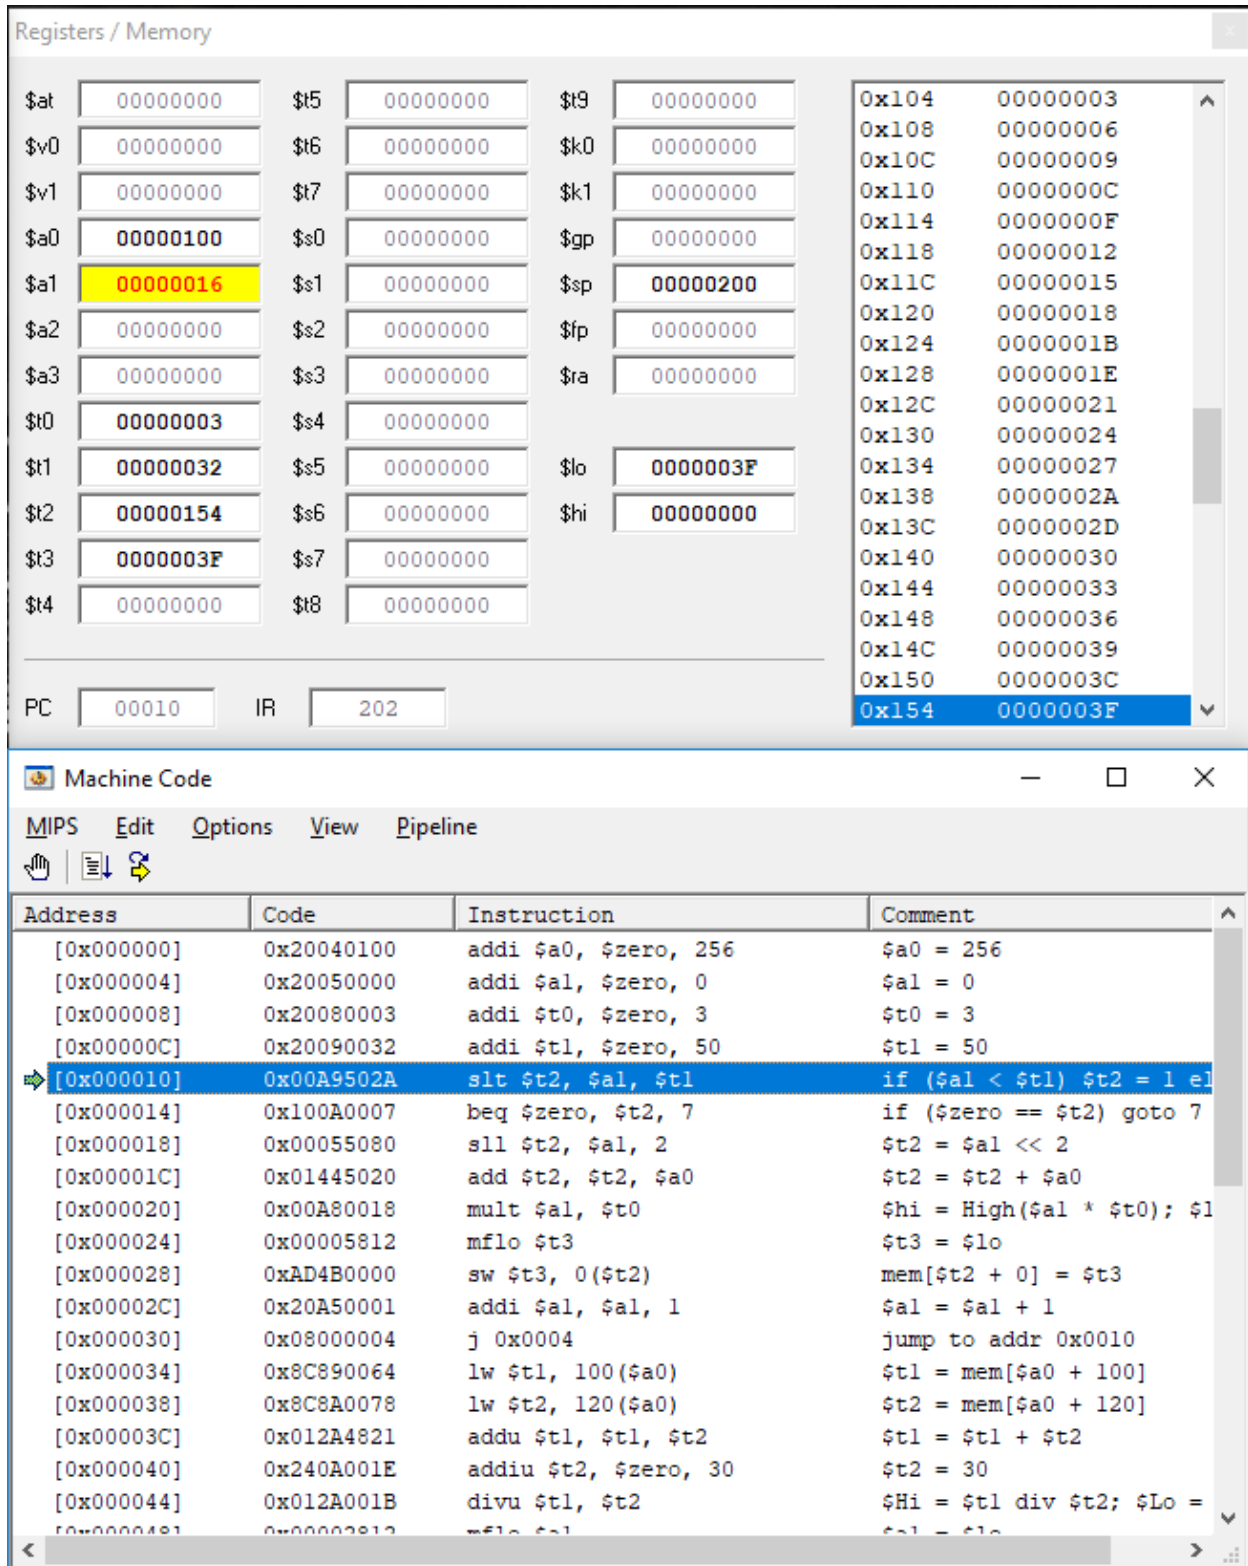 Registers / Memory
$at 00000000 $t5 00000000 $t9 00000000 0x104 00000003
$v0 00000000 $t6 00000000 $k0 00000000 0x108 00000006
0x10C 00000009
$v1 00000000 $t7 00000000 $k1 00000000 0x110 0000000C
0x114 0000000F
$a0 00000100 $s0 00000000 $gp 00000000 0x118 00000012
$a1 00000016 $s1 00000000 $sp 00000200 0x11C 00000015
0x120 00000018
$a2 00000000 $s2 00000000 $fp 00000000 0x124 0000001B
$a3 00000000 $s3 00000000 $ra 00000000 0x128 0000001E
0x12C 00000021
$t0 00000003 $s4 00000000 0x130 00000024
$t1 00000032 $s5 00000000 $lo 0000003F 0x134 00000027
0x138 0000002A
$t2 00000154 $s6 00000000 $hi 00000000 0x13C 0000002D
$t3 0000003F $s7 00000000 0x140 00000030
0x144 00000033
$t4 00000000 $t8 00000000 0x148 00000036
0x14C 00000039
0x150 0000003C
PC 00010 IR 202 0x154 0000003F
Machine Code
MIPS Edit Options View Pipeline
Address Code Instruction Comment
[0x000000] 0x20040100 addi $a0, $zero, 256 $a0 = 256
[0x000004] 0x20050000 addi $a1, $zero, 0 $a1 = 0
[0x000008] 0x20080003 addi $t0, $zero, 3 $t0 = 3
[0x00000C] 0x20090032 addi $t1, $zero, 50 $t1 = 50
[0x000010] 0x00A9502A slt $t2, $a1, $t1 if ($a1 < $t1) $t2 = 1 el
[0x000014] 0x100A0007 beq $zero, $t2, 7 if ($zero == $t2) goto 7
[0x000018] 0x00055080 sll $t2, $a1, 2 $t2 = $a1 << 2
[0x00001C] 0x01445020 add $t2, $t2, $a0 $t2 = $t2 + $a0
[0x000020] 0x00A80018 mult $a1, $t0 $hi = High($a1 * $t0); $l
[0x000024] 0x00005812 mflo $t3 $t3 = $lo
[0x000028] 0xAD4B0000 sw $t3, 0($t2) mem[$t2 + 0] = $t3
[0x00002C] 0x20A50001 addi $a1, $a1, 1 $a1 = $a1 + 1
[0x000030] 0x08000004 j 0x0004 jump to addr 0x0010
[0x000034] 0x8C890064 lw $t1, 100($a0) $t1 = mem[$a0 + 100]
[0x000038] 0x8C8A0078 lw $t2, 120($a0) $t2 = mem[$a0 + 120]
[0x00003C] 0x012A4821 addu $t1, $t1, $t2 $t1 = $t1 + $t2
[0x000040] 0x240A001E addiu $t2, $zero, 30 $t2 = 30
[0x000044] 0x012A001B divu $t1, $t2 $Hi = $t1 div $t2; $Lo =
[0x000048] 0x00002812 mflo $a1 $a1 = $lo